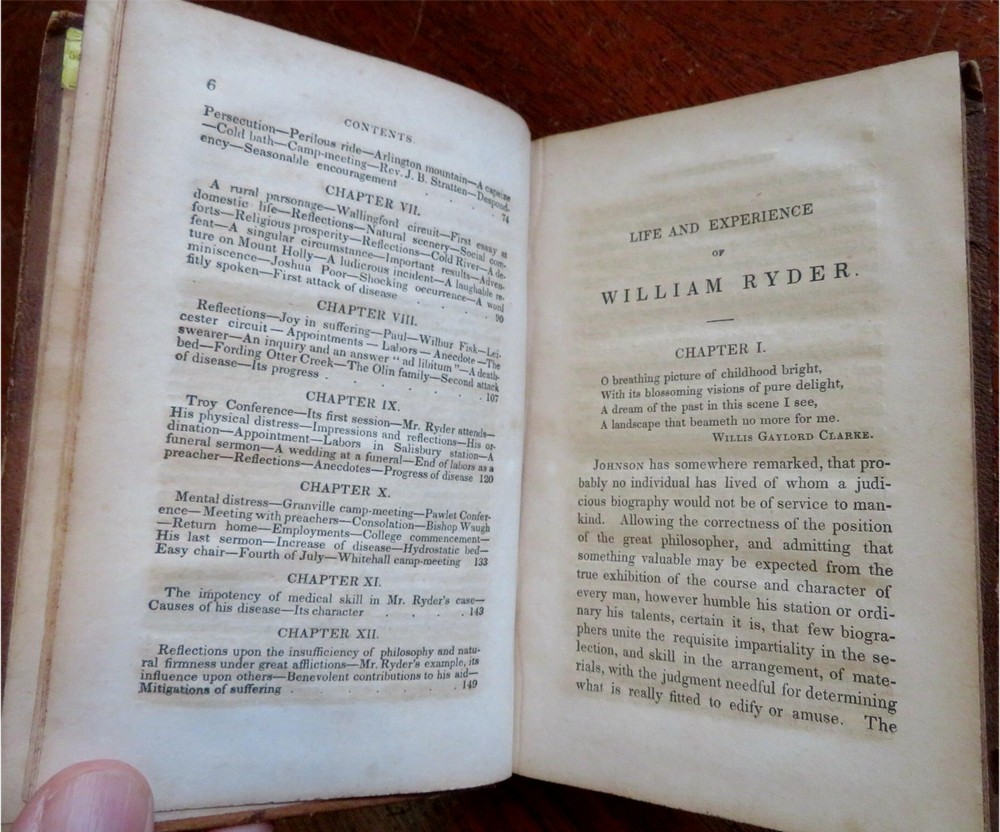 6
CONTENTS.
Persecution—Perilous ride—Arlington mountain—A captaine
—Cold bath—Camp-meeting—Rev. J. B. Stratten—Despond-
ency—Seasonable encouragement . . . . 74
CHAPTER VII.
A rural parsonage—Wallingford circuit—First essay at
domestic life—Reflections—Natural scenery—Social com-
forts—Religious prosperity—Reflections—Cold River—A de-
feat—A singular circumstance—Important results—Adven-
ture on Mount Holly—A ludicrous incident—A laughable re-
miniscence—Joshua Poor—Shocking occurrence—A word
fitly spoken—First attack of disease . . . . 90
CHAPTER VIII.
Reflections—Joy in suffering—Paul—Wilbur Fisk—Lei-
cester circuit—Appointments—Labors—Anecdote—The
swearer—An inquiry and an answer "ad libitum"—A death-
bed—Fording Otter Creek—The Olin family—Second attack
of disease—Its progress . . . . . 107
CHAPTER IX.
Troy Conference—Its first session—Mr. Ryder attends—
His physical distress—Impressions and reflections—His or-
dination—Appointment—Labors in Salisbury station—A
funeral sermon—A wedding at a funeral—End of labors as a
preacher—Reflections—Anecdotes—Progress of disease 120
CHAPTER X.
Mental distress—Granville camp-meeting—Pawlet Confer-
ence—Meeting with preachers—Consolation—Bishop Waugh
—Return home—Employments—College commencement—
His last sermon—Increase of disease—Hydrostatic bed—
Easy chair—Fourth of July—Whitehall camp-meeting 133
CHAPTER XI.
The impotency of medical skill in Mr. Ryder's case—
Causes of his disease—Its character . . . . 143
CHAPTER XII.
Reflections upon the insufficiency of philosophy and natu-
ral firmness under great afflictions—Mr. Ryder's example, its
influence upon others—Benevolent contributions to his aid—
Mitigations of suffering . . . . . . 149
LIFE AND EXPERIENCE
OF
WILLIAM RYDER.
CHAPTER I.
O breathing picture of childhood bright,
With its blossoming visions of pure delight,
A dream of the past in this scene I see,
A landscape that beameth no more for me.
WILLIS GAYLORD CLARKE.
JOHNSON has somewhere remarked, that pro-
bably no individual has lived of whom a judi-
cious biography would not be of service to man-
kind. Allowing the correctness of the position
of the great philosopher, and admitting that
something valuable may be expected from the
true exhibition of the course and character of
every man, however humble his station or ordi-
nary his talents, certain it is, that few biogra-
phers unite the requisite impartiality in the se-
lection, and skill in the arrangement, of mate-
rials, with the judgment needful for determining
what is really fitted to edify or amuse. The